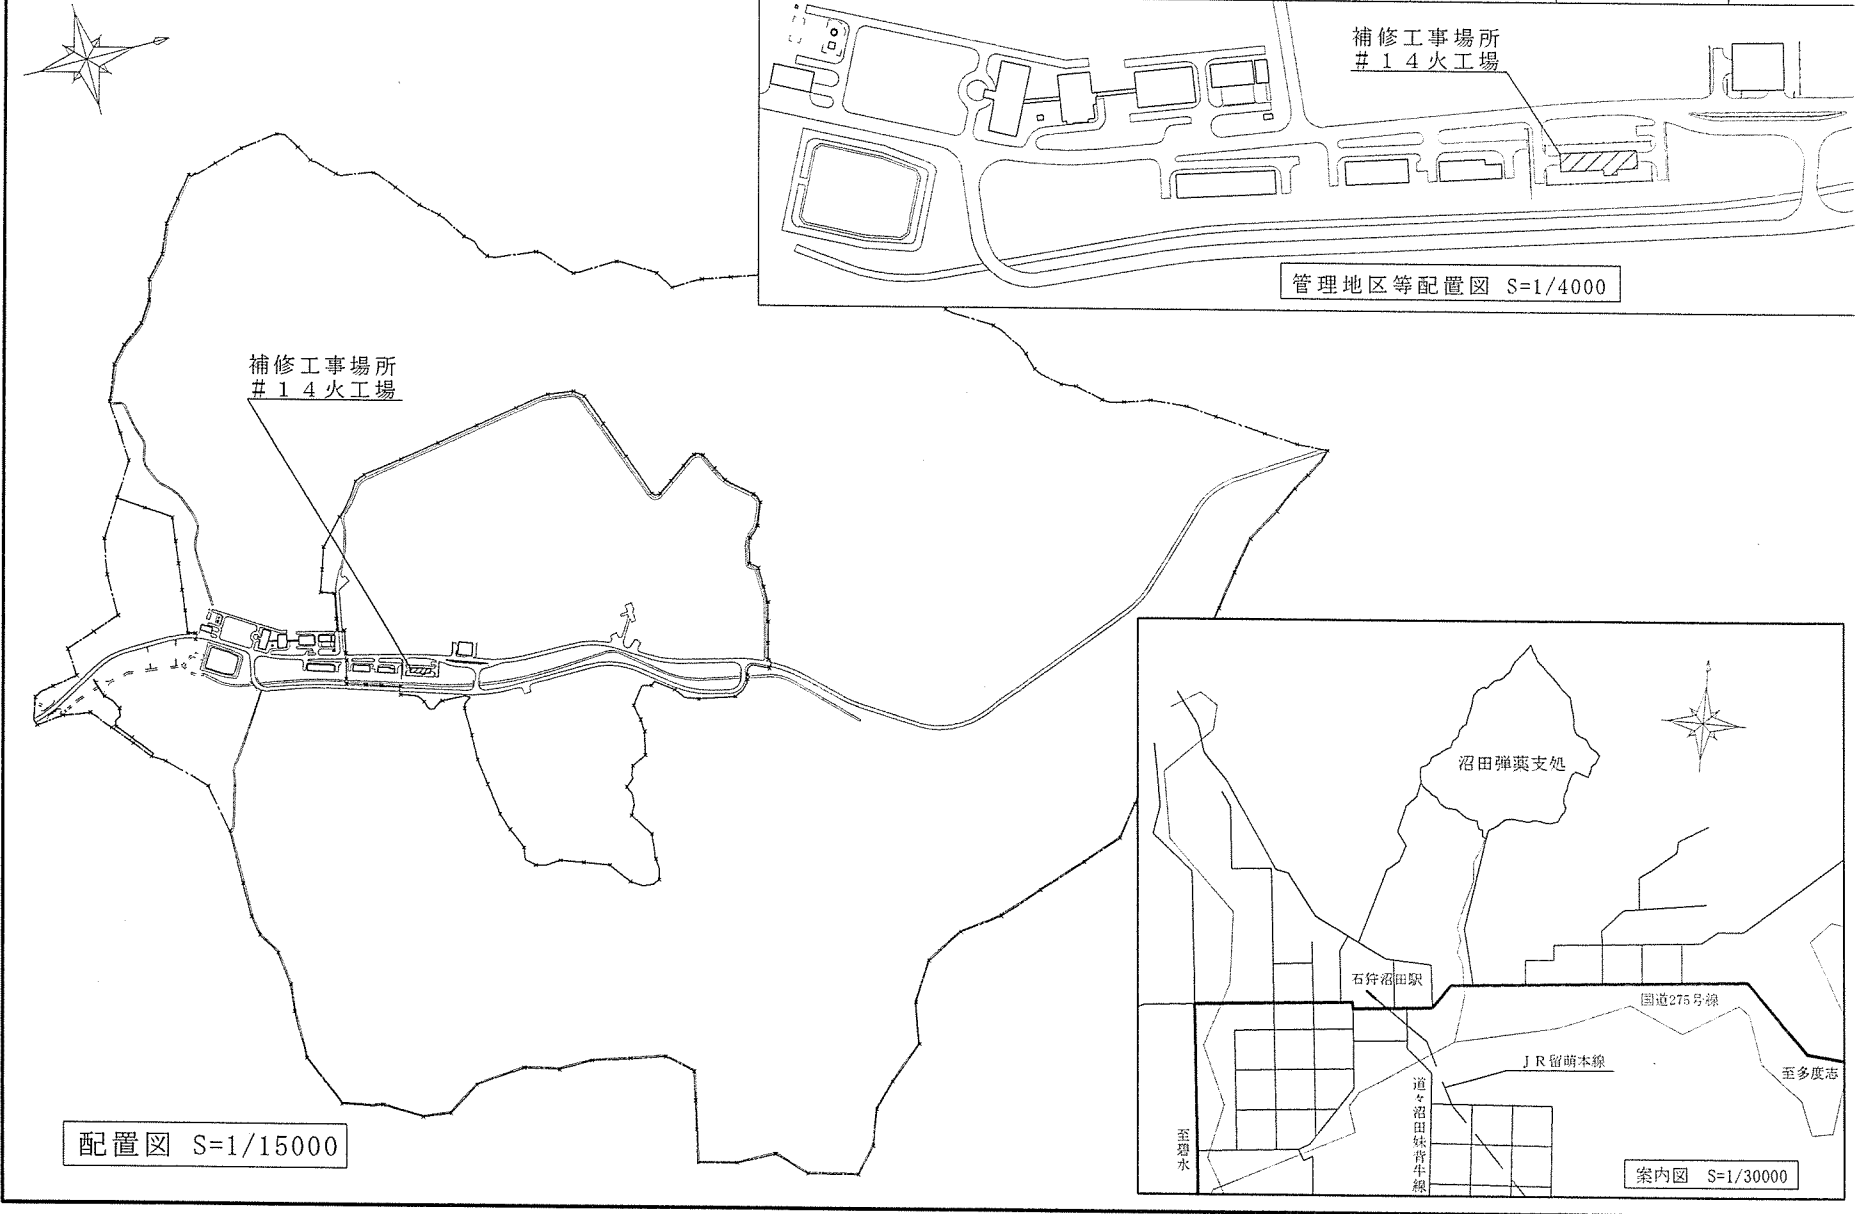 補修工事場所
#14火工場
管理地区等配置図 S=1/4000
補修工事場所
#14火工場
沼田弾薬支処
石狩沼田駅
国道275号線
JR留萌本線
至多度志
道々沼田妹背牛線
至碧水
配置図 S=1/15000
案内図 S=1/30000